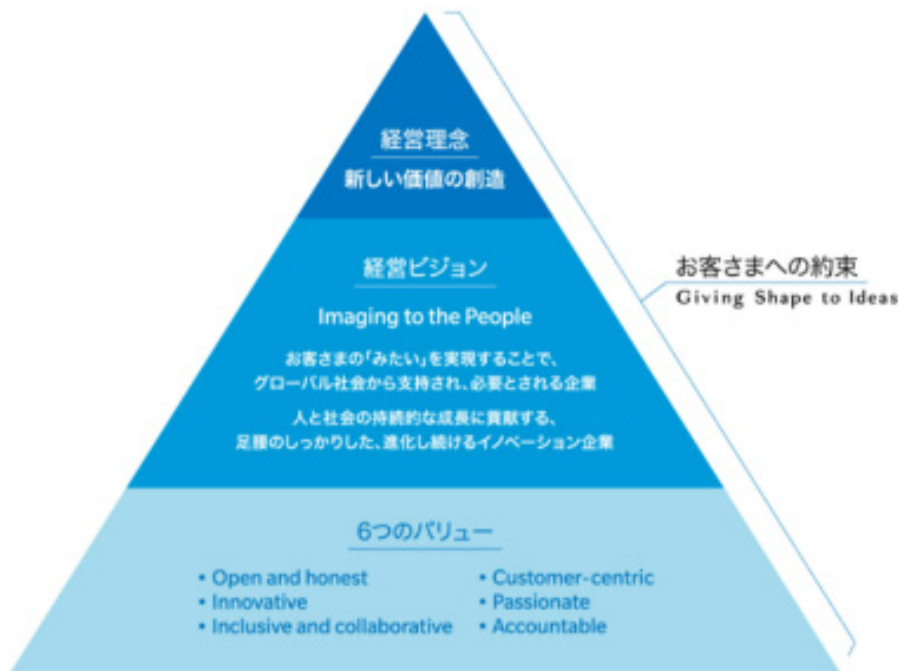 経営理念
新しい価値の創造
経営ビジョン
Imaging to the People
お客さまの「みたい」を実現することで、
グローバル社会から支持され、必要とされる企業
人と社会の持続的な成長に貢献する、
足腰のしっかりした、進化し続けるイノベーション企業
お客さまへの約束
Giving Shape to Ideas
6つのバリュー
• Open and honest
• Innovative
• Inclusive and collaborative
• Customer-centric
• Passionate
• Accountable